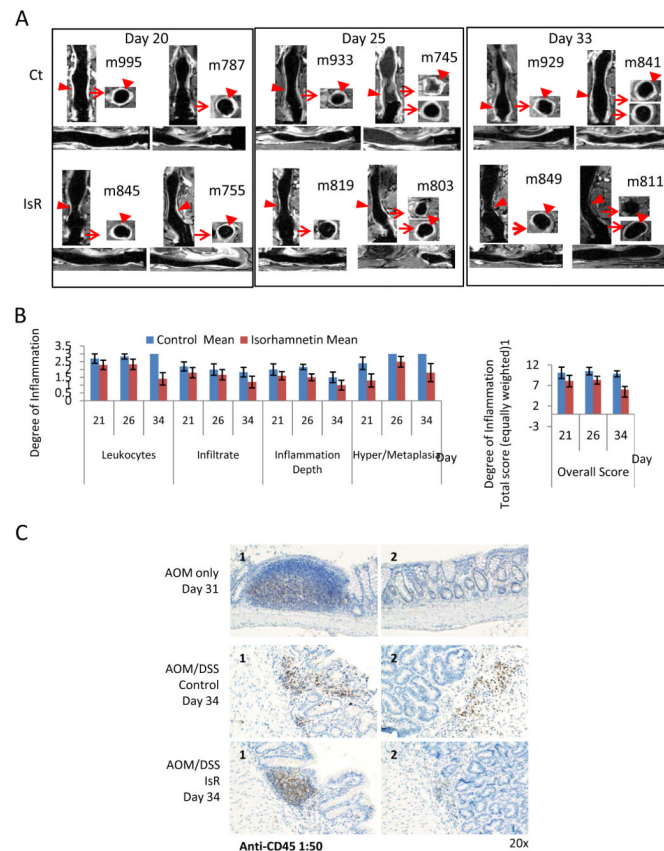 A
Day 20
Day 25
Day 33
Ct
m995
m787
m933
m745
m929
m841
IsR
m845
m755
m819
m803
m849
m811
B
Control Mean
Isorhamnetin Mean
Degree of Inflammation
3.5
3
2.5
2
1.5
1
0.5
0
21
26
34
21
26
34
21
26
34
21
26
34
Day
Leukocytes
Infiltrate
Inflammation
Depth
Hyper/Metaplasia
Degree of Inflammation
Total score (equally weighted)1
12
7
2
-3
21
26
34
Day
Overall Score
C
AOM only
Day 31
1
2
AOM/DSS
Control
Day 34
1
2
AOM/DSS
IsR
Day 34
1
2
Anti-CD45 1:50
20x